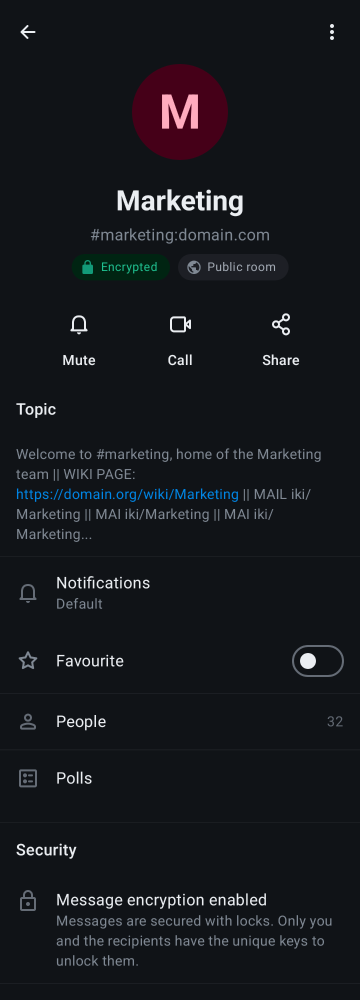 M
Marketing
#marketing:domain.com
Encrypted
Public room
Mute
Call
Share
Topic
Welcome to #marketing, home of the Marketing
team || WIKI PAGE:
https://domain.org/wiki/Marketing || MAIL iki/
Marketing || MAI iki/Marketing || MAI iki/
Marketing...
Notifications
Default
Favourite
People
32
Polls
Security
Message encryption enabled
Messages are secured with locks. Only you
and the recipients have the unique keys to
unlock them.